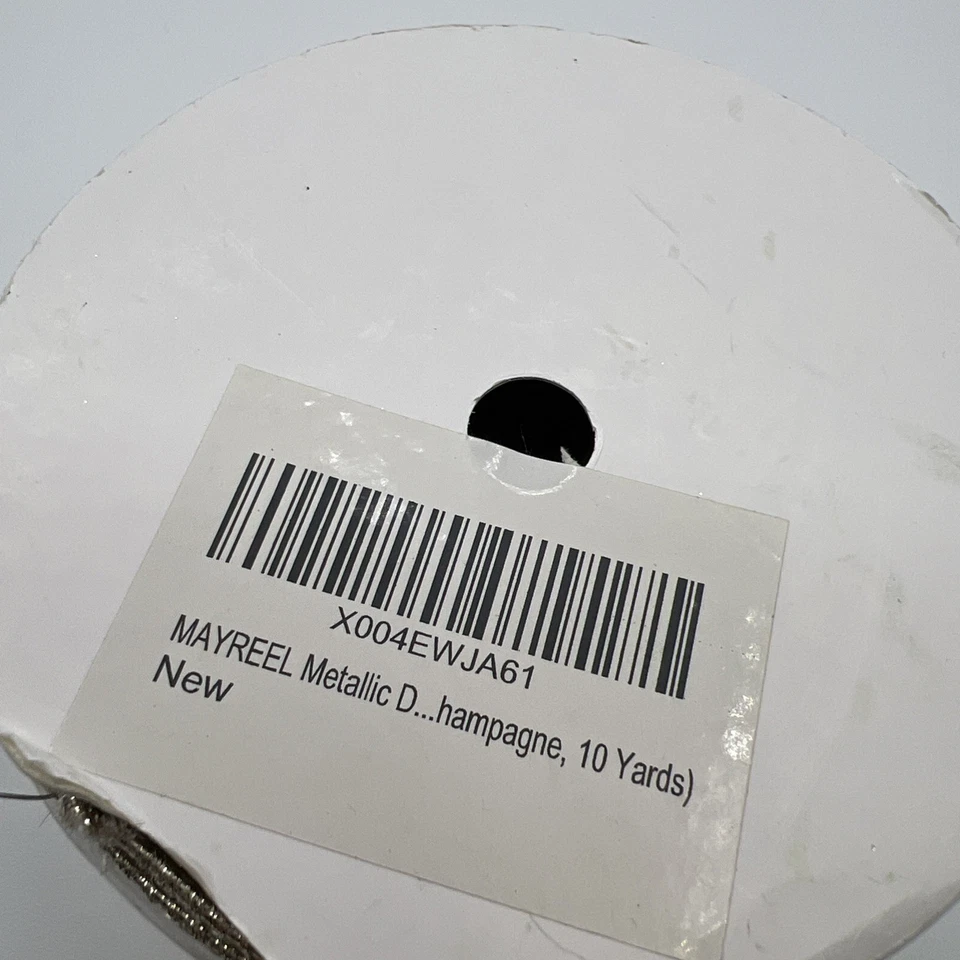 X004EWJA61
MAYREEL Metallic D...hampagne, 10 Yards)
New